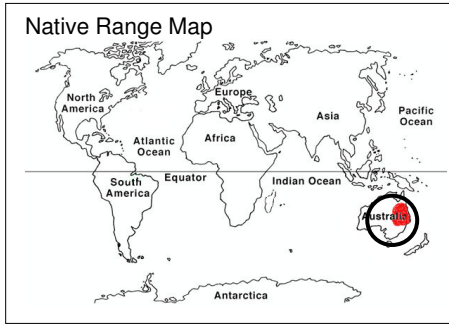 Native Range Map
North
America
Europe
Asia
Pacific
Ocean
Atlantic
Ocean
Africa
South
America
Equator
Indian Ocean
Australia
Antarctica